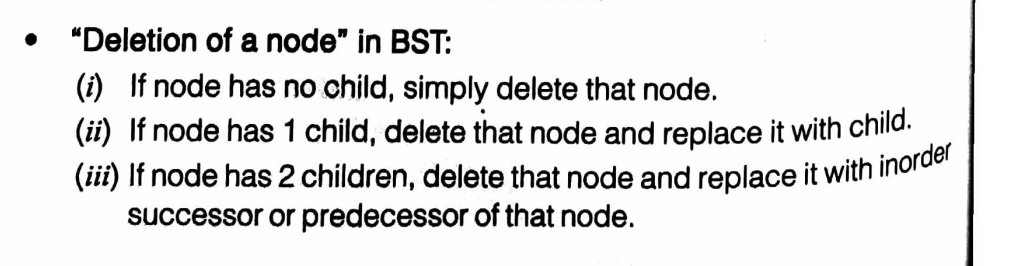 • "Deletion of a node" in BST:
(i) If node has no child, simply delete that node.
(ii) If node has 1 child, delete that node and replace it with child.
(iii) If node has 2 children, delete that node and replace it with inorder
successor or predecessor of that node.